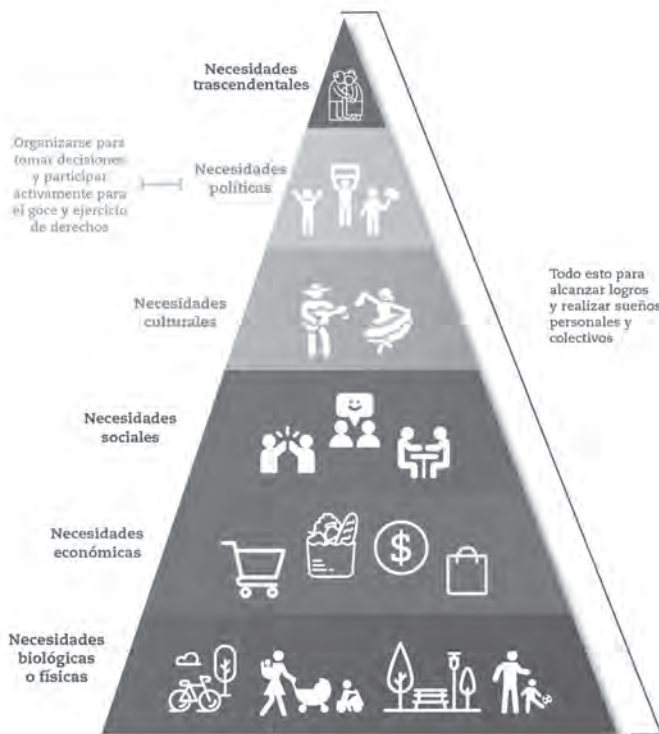 Necesidades
trascendentales
Organizarse para
tomar decisiones
y participar
activamente para
el goce y ejercicio
de derechos
Necesidades
políticas
Necesidades
culturales
Todo esto para
alcanzar logros
y realizar sueños
personales y
colectivos
Necesidades
sociales
Necesidades
económicas
$
Necesidades
biológicas
o físicas